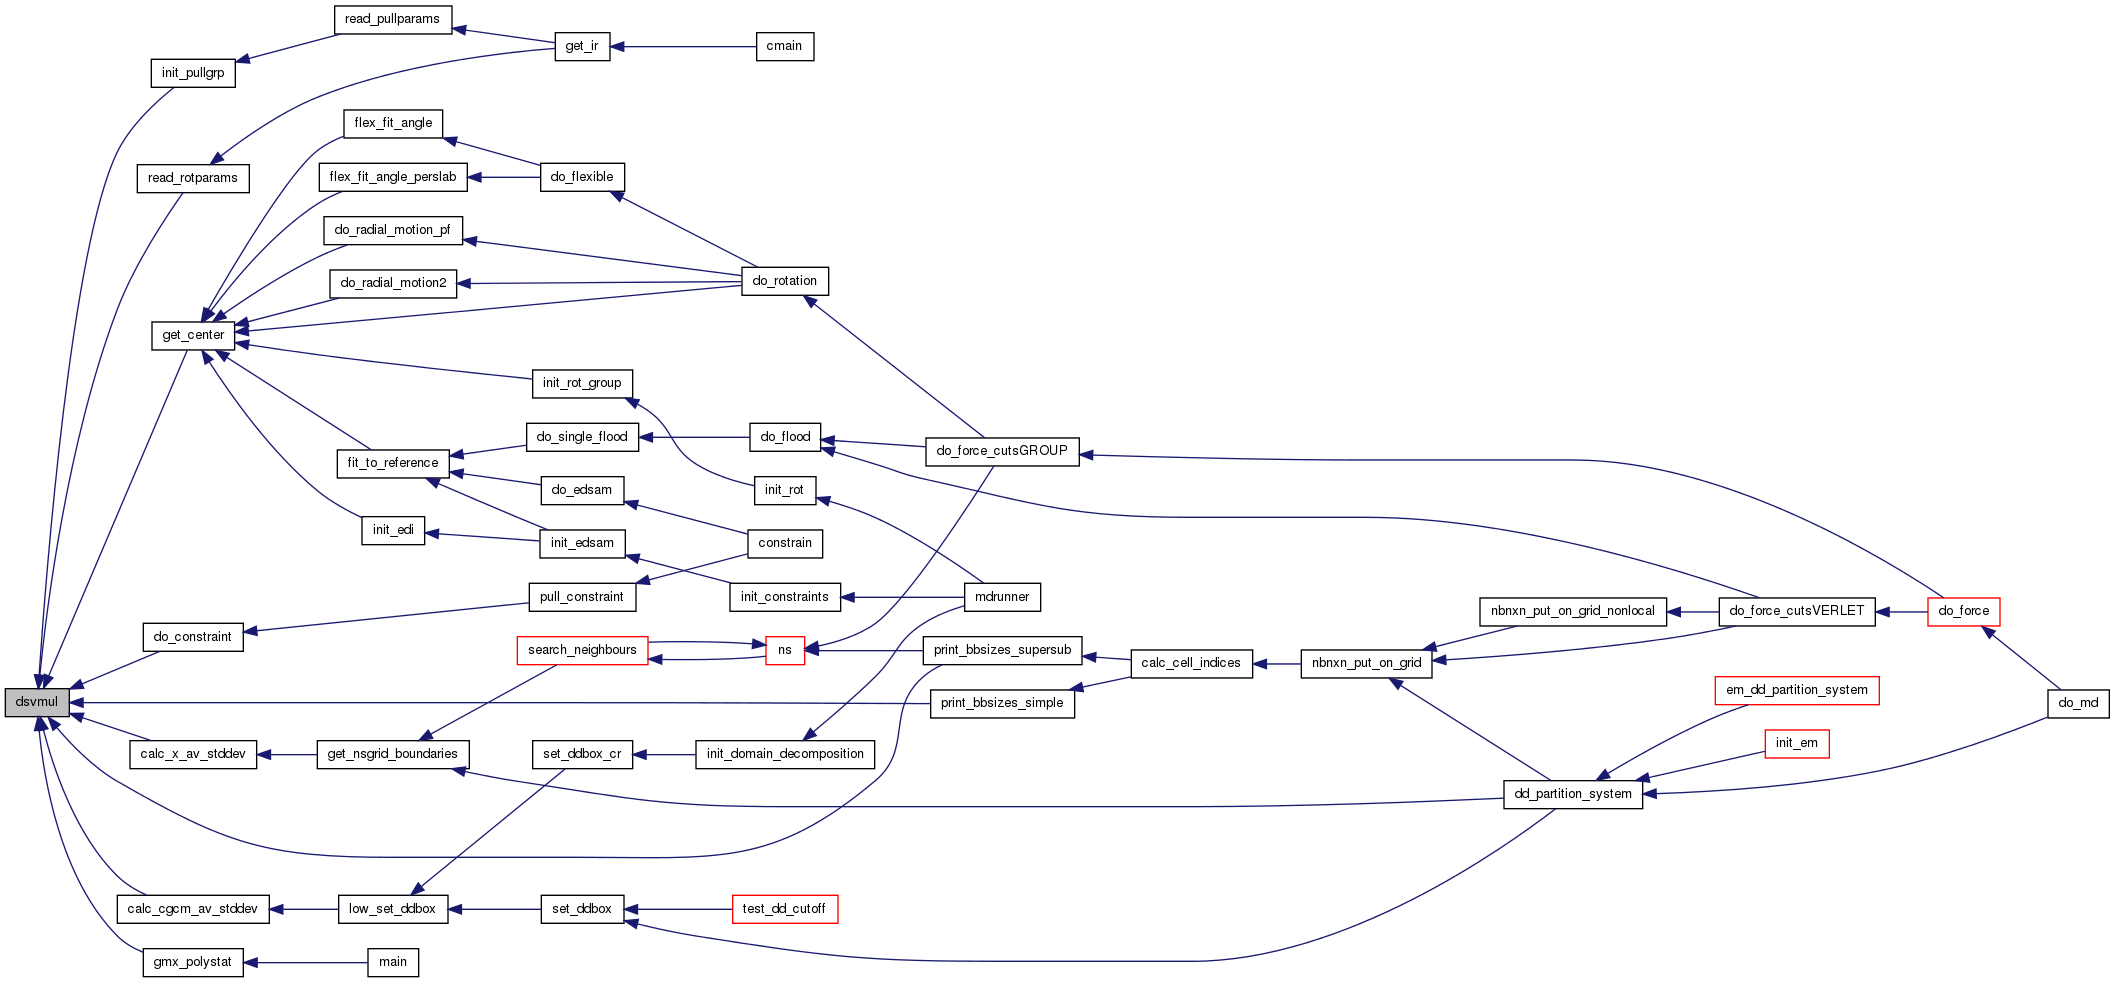 read_pullparams
get_ir
cmain
init_pullgrp
flex_fit_angle
read_rotparams
flex_fit_angle_perslab
do_flexible
do_radial_motion_pf
do_radial_motion2
do_rotation
get_center
init_rot_group
do_single_flood
do_flood
do_force_cutsGROUP
fit_to_reference
do_edsam
init_rot
init_edi
init_edsam
constrain
pull_constraint
init_constraints
mdrunner
nbnxn_put_on_grid_nonlocal
do_force_cutsVERLET
do_force
do_constraint
search_neighbours
ns
print_bbsizes_supersub
calc_cell_indices
nbnxn_put_on_grid
em_dd_partition_system
dsvmul
print_bbsizes_simple
do_md
init_em
calc_x_av_stddev
get_nsgrid_boundaries
set_ddbox_cr
init_domain_decomposition
dd_partition_system
calc_cgcm_av_stddev
low_set_ddbox
set_ddbox
test_dd_cutoff
gmx_polystat
main